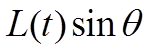 L(t) sin θ